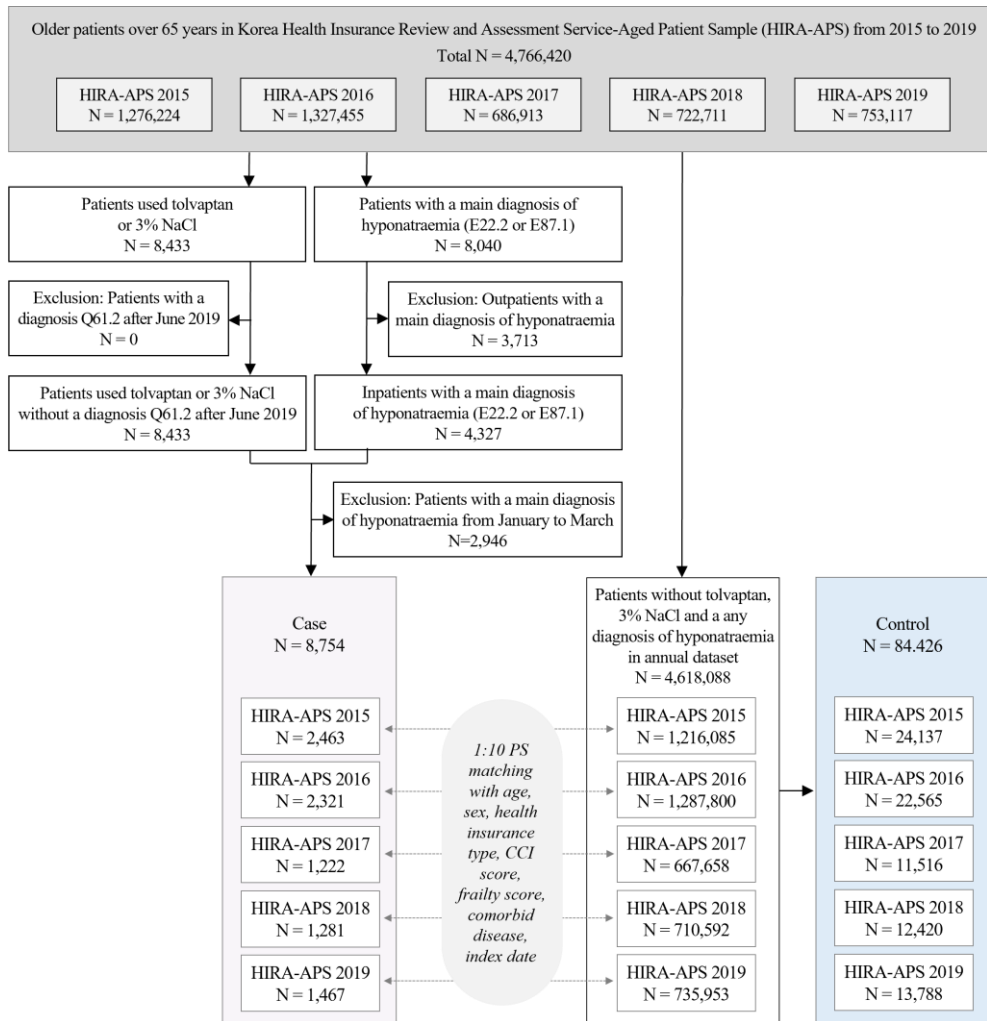 Older patients over 65 years in Korea Health Insurance Review and Assessment Service-Aged Patient Sample (HIRA-APS) from 2015 to 2019
Total N = 4,766,420
HIRA-APS 2015
N = 1,276,224
HIRA-APS 2016
N = 1,327,455
HIRA-APS 2017
N = 686,913
HIRA-APS 2018
N = 722,711
HIRA-APS 2019
N = 753,117
Patients used tolvaptan
or 3% NaCl
N = 8,433
Patients with a main diagnosis of
hyponatraemia (E22.2 or E87.1)
N = 8,040
Exclusion: Patients with a
diagnosis Q61.2 after June 2019
N = 0
Exclusion: Outpatients with a
main diagnosis of hyponatraemia
N = 3,713
Patients used tolvaptan or 3% NaCl
without a diagnosis Q61.2 after June 2019
N = 8,433
Inpatients with a main diagnosis
of hyponatraemia (E22.2 or E87.1)
N = 4,327
Exclusion: Patients with a main diagnosis
of hyponatraemia from January to March
N=2,946
Case
N = 8,754
HIRA-APS 2015
N = 2,463
HIRA-APS 2016
N = 2,321
HIRA-APS 2017
N = 1,222
HIRA-APS 2018
N = 1,281
HIRA-APS 2019
N = 1,467
1:10 PS
matching
with age,
sex, health
insurance
type, CCI
score,
frailty score,
comorbid
disease,
index date
Patients without tolvaptan,
3% NaCl and a any
diagnosis of hyponatraemia
in annual dataset
N = 4,618,088
HIRA-APS 2015
N = 1,216,085
HIRA-APS 2016
N = 1,287,800
HIRA-APS 2017
N = 667,658
HIRA-APS 2018
N = 710,592
HIRA-APS 2019
N = 735,953
Control
N = 84.426
HIRA-APS 2015
N = 24,137
HIRA-APS 2016
N = 22,565
HIRA-APS 2017
N = 11,516
HIRA-APS 2018
N = 12,420
HIRA-APS 2019
N = 13,788